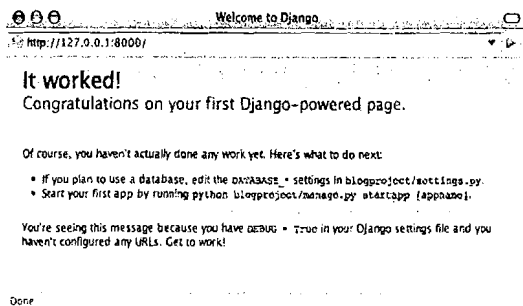 Welcome to Django
http://127.0.0.1:8000/
It worked!
Congratulations on your first Django-powered page.
Of course, you haven't actually done any work yet. Here's what to do next:
• If you plan to use a database, edit the DATABASE_* settings in blogproject/settings.py.
• Start your first app by running python blogproject/manage.py startapp [appname].
You're seeing this message because you have DEBUG = True in your Django settings file and you
haven't configured any URLs. Get to work!
Done